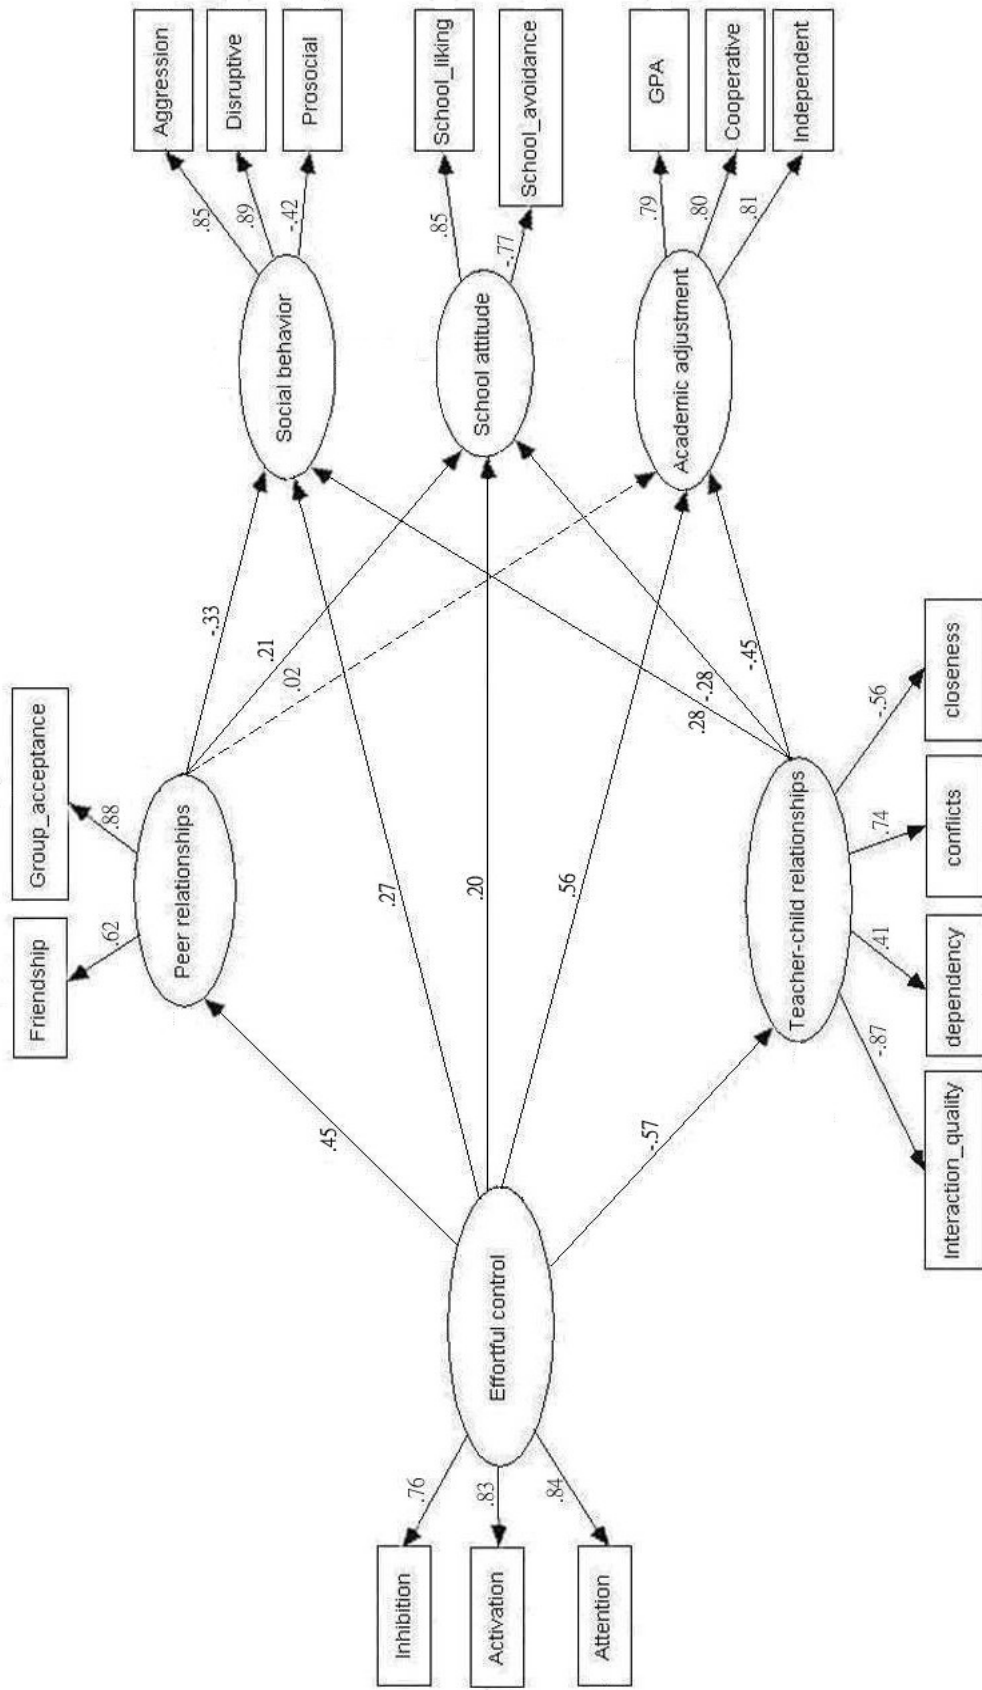 Friendship
Group_acceptance
.62
.88
Peer relationships
Aggression
.85
Disruptive
.89
Prosocial
-.42
Social behavior
-.33
.21
.02
.45
.27
Inhibition
.76
Activation
.83
Attention
.84
Effortful control
.20
School_liking
.85
School_avoidance
-.77
School attitude
.56
-.57
.28
-.28
-.45
GPA
.79
Cooperative
.80
Independent
.81
Academic adjustment
Teacher-child relationships
-.87
.41
.74
-.56
Interaction_quality
dependency
conflicts
closeness